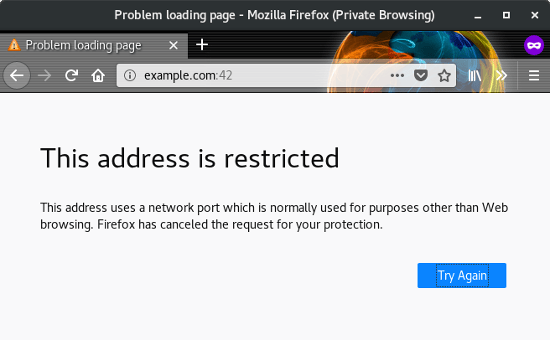 Problem loading page - Mozilla Firefox (Private Browsing)
Problem loading page
example.com:42
This address is restricted
This address uses a network port which is normally used for purposes other than Web
browsing. Firefox has canceled the request for your protection.
Try Again